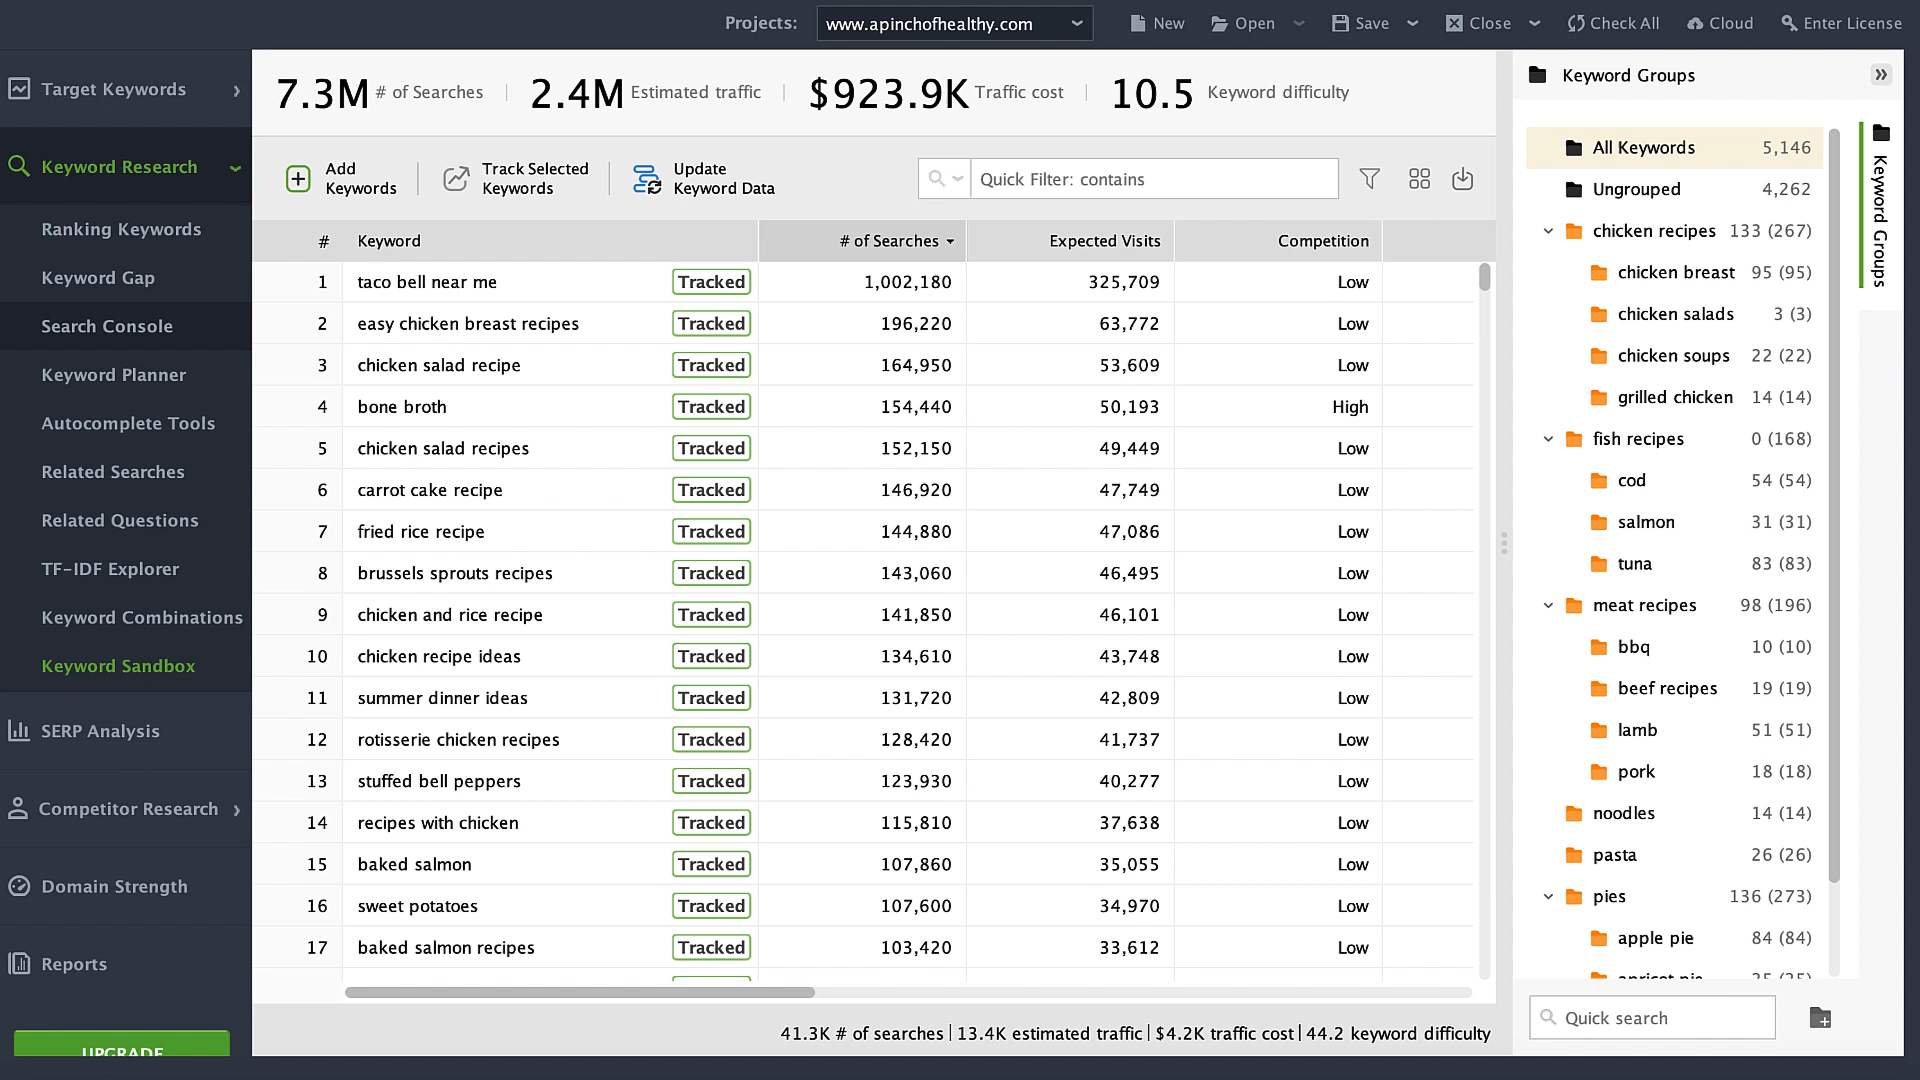 Projects: www.apinchofhealthy.com New Open Save Close Check All Cloud Enter License
Target Keywords
Keyword Research
Ranking Keywords
Keyword Gap
Search Console
Keyword Planner
Autocomplete Tools
Related Searches
Related Questions
TF-IDF Explorer
Keyword Combinations
Keyword Sandbox
SERP Analysis
Competitor Research
Domain Strength
Reports
UPGRADE
7.3M # of Searches 2.4M Estimated traffic $923.9K Traffic cost 10.5 Keyword difficulty
Add Keywords
Track Selected Keywords
Update Keyword Data
Quick Filter: contains
# Keyword # of Searches Expected Visits Competition
1 taco bell near me Tracked 1,002,180 325,709 Low
2 easy chicken breast recipes Tracked 196,220 63,772 Low
3 chicken salad recipe Tracked 164,950 53,609 Low
4 bone broth Tracked 154,440 50,193 High
5 chicken salad recipes Tracked 152,150 49,449 Low
6 carrot cake recipe Tracked 146,920 47,749 Low
7 fried rice recipe Tracked 144,880 47,086 Low
8 brussels sprouts recipes Tracked 143,060 46,495 Low
9 chicken and rice recipe Tracked 141,850 46,101 Low
10 chicken recipe ideas Tracked 134,610 43,748 Low
11 summer dinner ideas Tracked 131,720 42,809 Low
12 rotisserie chicken recipes Tracked 128,420 41,737 Low
13 stuffed bell peppers Tracked 123,930 40,277 Low
14 recipes with chicken Tracked 115,810 37,638 Low
15 baked salmon Tracked 107,860 35,055 Low
16 sweet potatoes Tracked 107,600 34,970 Low
17 baked salmon recipes Tracked 103,420 33,612 Low
41.3K # of searches | 13.4K estimated traffic | $4.2K traffic cost | 44.2 keyword difficulty
Keyword Groups
All Keywords 5,146
Ungrouped 4,262
chicken recipes 133 (267)
chicken breast 95 (95)
chicken salads 3 (3)
chicken soups 22 (22)
grilled chicken 14 (14)
fish recipes 0 (168)
cod 54 (54)
salmon 31 (31)
tuna 83 (83)
meat recipes 98 (196)
bbq 10 (10)
beef recipes 19 (19)
lamb 51 (51)
pork 18 (18)
noodles 14 (14)
pasta 26 (26)
pies 136 (273)
apple pie 84 (84)
Quick search
Keyword Groups